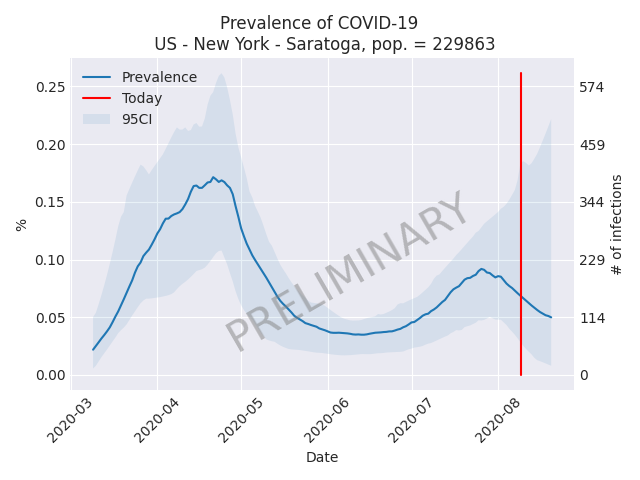 Prevalence of COVID-19
US - New York - Saratoga, pop. = 229863
Prevalence
Today
95CI
0.25
0.20
0.15
0.10
0.05
0.00
%
574
459
344
229
114
0
# of infections
PRELIMINARY
2020-03
2020-04
2020-05
2020-06
2020-07
2020-08
Date